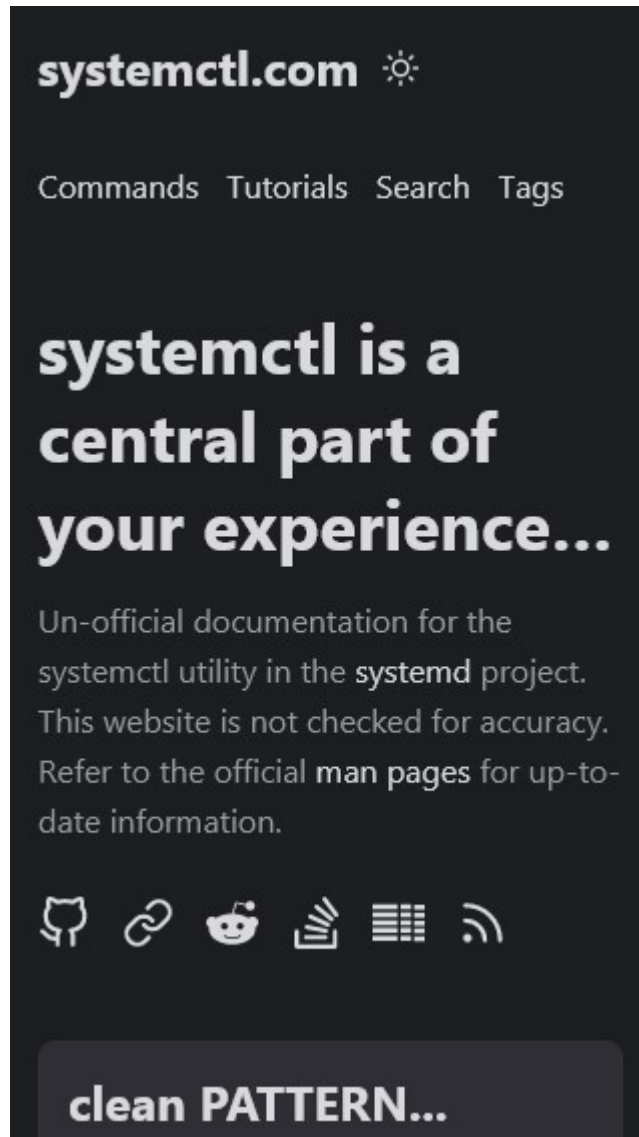 systemctl.com
Commands Tutorials Search Tags
systemctl is a
central part of
your experience...
Un-official documentation for the
systemctl utility in the systemd project.
This website is not checked for accuracy.
Refer to the official man pages for up-to-
date information.
clean PATTERN...